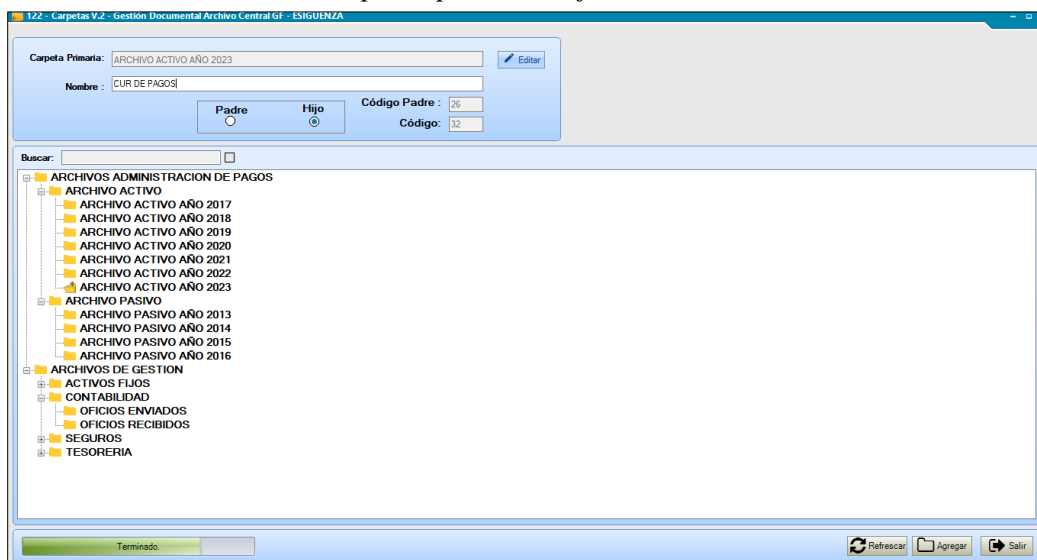 122 - Carpetas V.2 - Gestión Documental Archivo Central GF - ESIGUENZA
Carpeta Primaria: ARCHIVO ACTIVO AÑO 2023 Editar
Nombre : CUR DE PAGOS
Padre Hijo Código Padre : 26
Código: 32
Buscar:
ARCHIVOS ADMINISTRACION DE PAGOS
ARCHIVO ACTIVO
ARCHIVO ACTIVO AÑO 2017
ARCHIVO ACTIVO AÑO 2018
ARCHIVO ACTIVO AÑO 2019
ARCHIVO ACTIVO AÑO 2020
ARCHIVO ACTIVO AÑO 2021
ARCHIVO ACTIVO AÑO 2022
ARCHIVO ACTIVO AÑO 2023
ARCHIVO PASIVO
ARCHIVO PASIVO AÑO 2013
ARCHIVO PASIVO AÑO 2014
ARCHIVO PASIVO AÑO 2015
ARCHIVO PASIVO AÑO 2016
ARCHIVOS DE GESTION
ACTIVOS FIJOS
CONTABILIDAD
OFICIOS ENVIADOS
OFICIOS RECIBIDOS
SEGUROS
TESORERIA
Terminado. Refrescar Agregar Salir